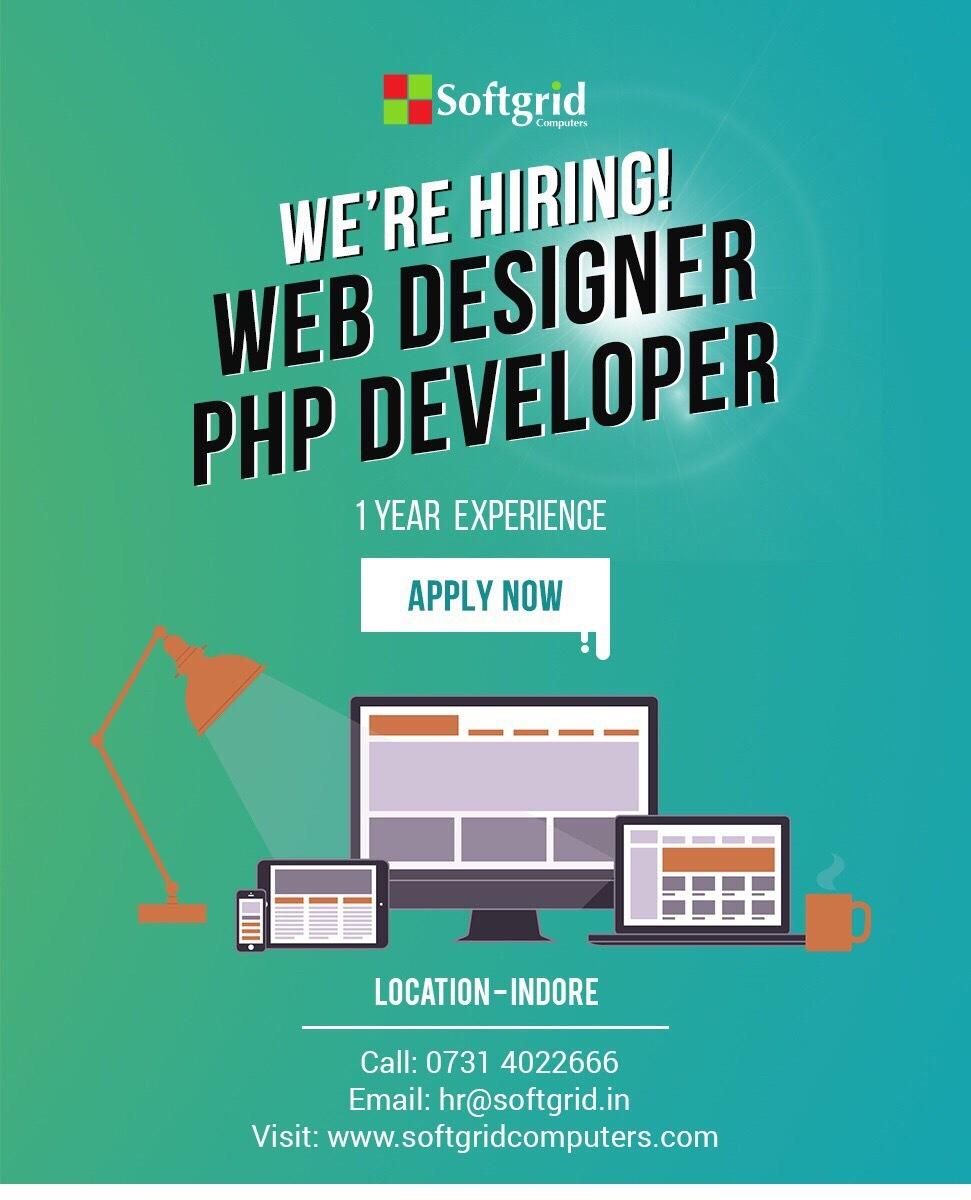 Softgrid
Computers
WE'RE HIRING!
WEB DESIGNER
PHP DEVELOPER
1 YEAR EXPERIENCE
APPLY NOW
LOCATION-INDORE
Call: 0731 4022666
Email: hr@softgrid.in
Visit: www.softgridcomputers.com